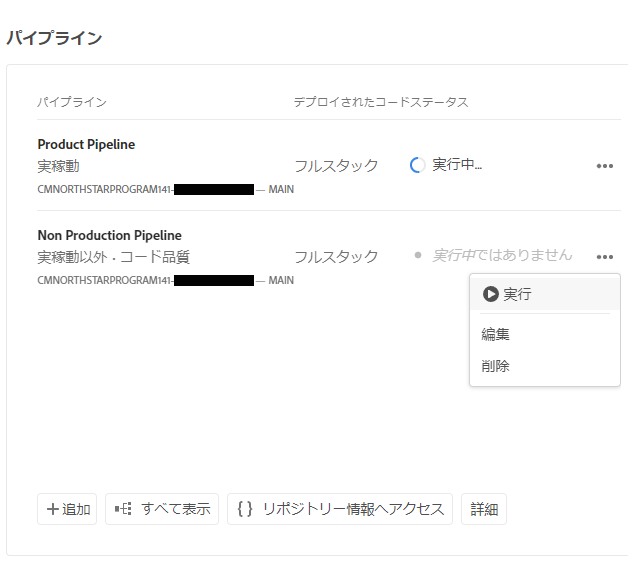 パイプライン
パイプライン デプロイされたコードステータス
Product Pipeline
実稼動 フルスタック 実行中...
CMNORTHSTARPROGRAM141- — MAIN
Non Production Pipeline
実稼動以外・コード品質 フルスタック 実行中ではありません
CMNORTHSTARPROGRAM141- — MAIN
実行
編集
削除
+追加 すべて表示 { } リポジトリー情報へアクセス 詳細